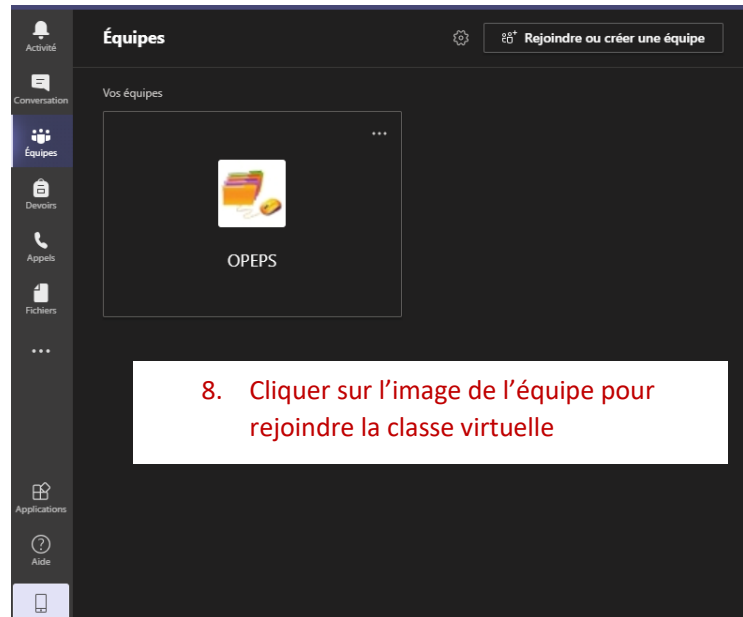 Activité
Équipes
Rejoindre ou créer une équipe
Conversation
Vos équipes
Équipes
Devoirs
OPEPS
Appels
Fichiers
8. Cliquer sur l’image de l’équipe pour
rejoindre la classe virtuelle
Applications
Aide